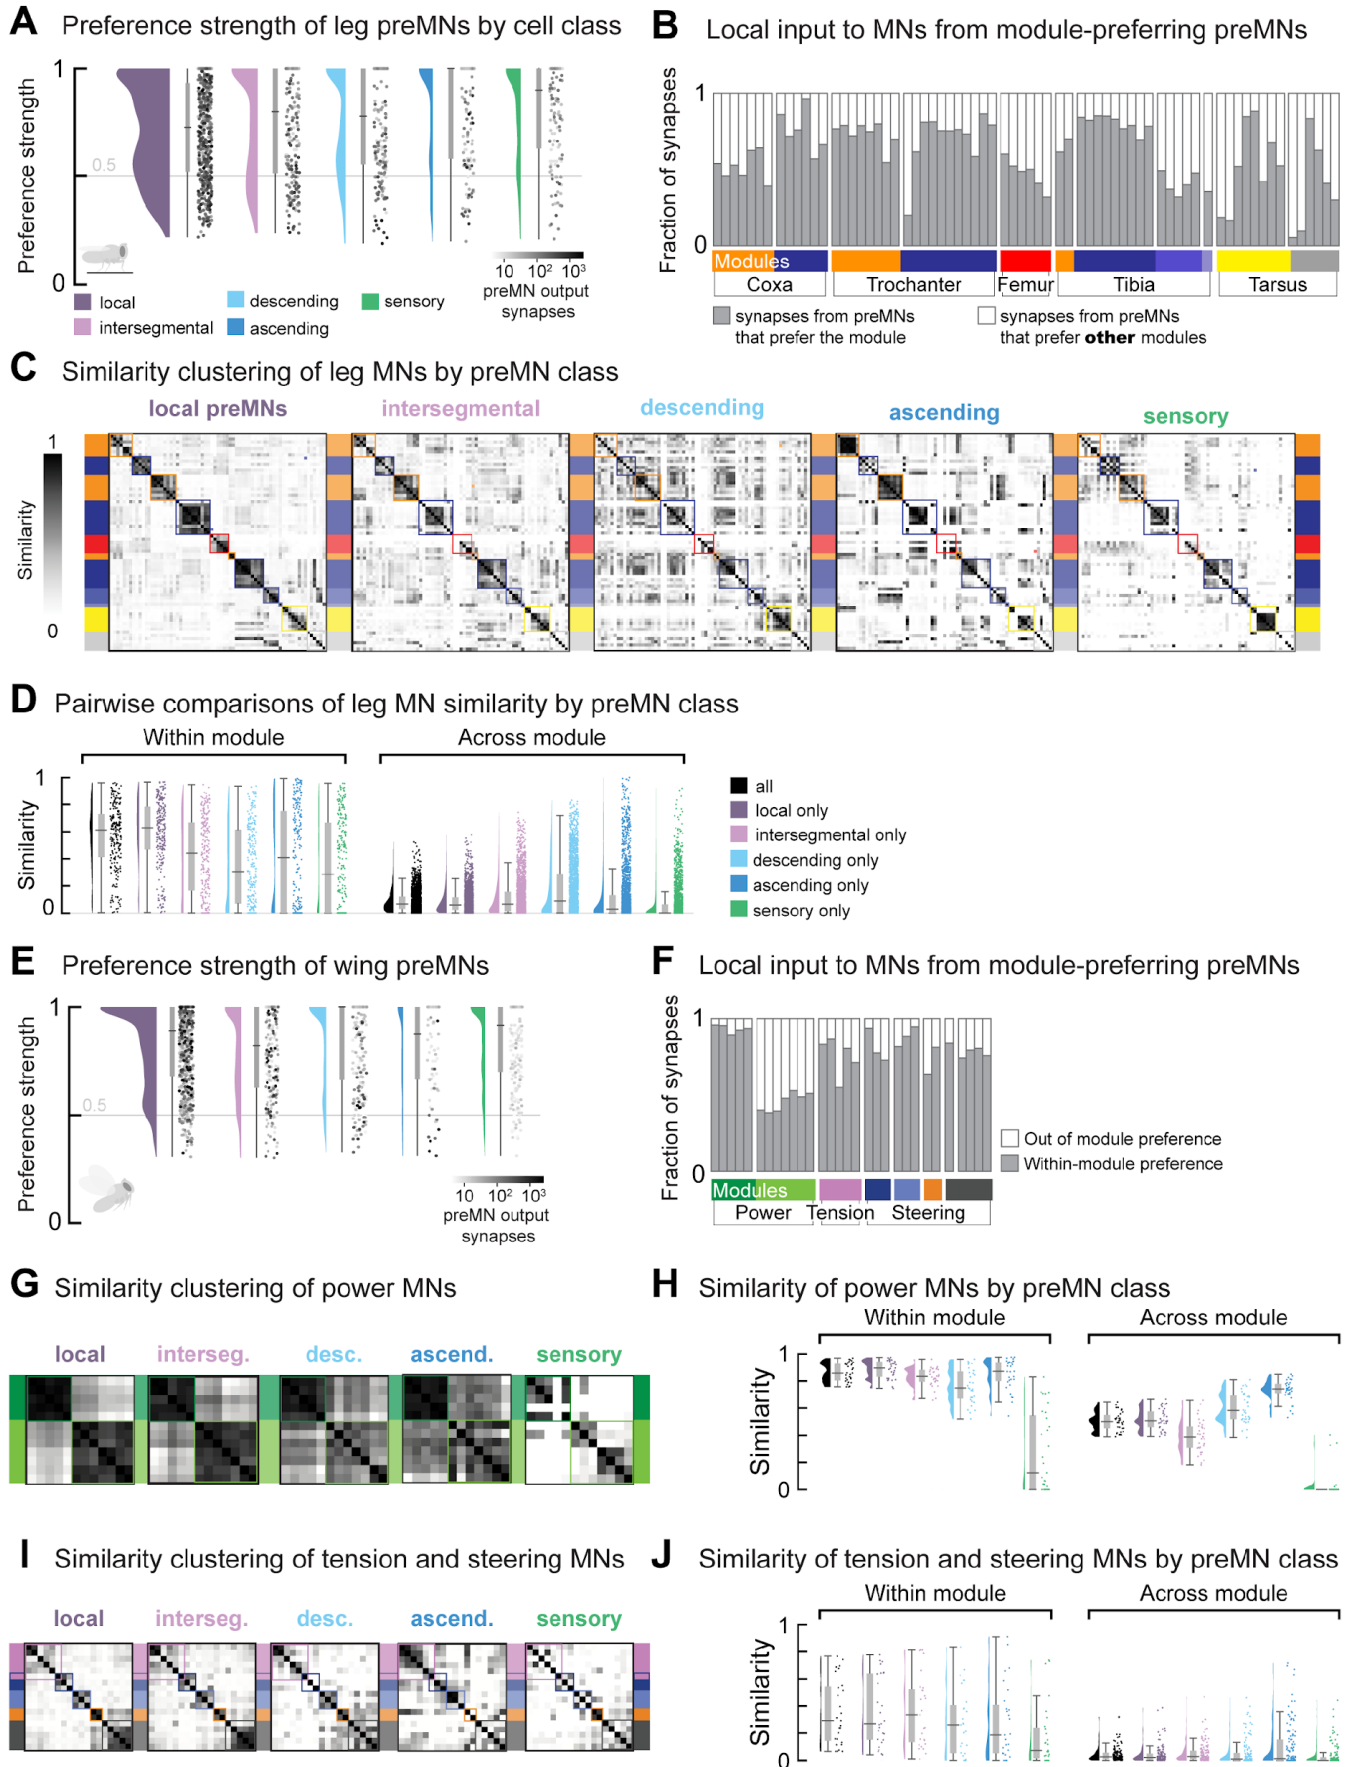 A Preference strength of leg preMNs by cell class
Preference strength
1
0.5
0
10 10² 10³
preMN output
synapses
local
intersegmental
descending
ascending
sensory
B Local input to MNs from module-preferring preMNs
Fraction of synapses
1
0
Modules
Coxa Trochanter Femur Tibia Tarsus
synapses from preMNs
that prefer the module
synapses from preMNs
that prefer other modules
C Similarity clustering of leg MNs by preMN class
local preMNs intersegmental descending ascending sensory
Similarity
1
0
D Pairwise comparisons of leg MN similarity by preMN class
Within module Across module
Similarity
1
0
all
local only
intersegmental only
descending only
ascending only
sensory only
E Preference strength of wing preMNs
Preference strength
1
0.5
0
10 10² 10³
preMN output
synapses
F Local input to MNs from module-preferring preMNs
Fraction of synapses
1
0
Modules
Power Tension Steering
Out of module preference
Within-module preference
G Similarity clustering of power MNs
local interseg. desc. ascend. sensory
H Similarity of power MNs by preMN class
Within module Across module
Similarity
1
0
I Similarity clustering of tension and steering MNs
local interseg. desc. ascend. sensory
J Similarity of tension and steering MNs by preMN class
Within module Across module
Similarity
1
0